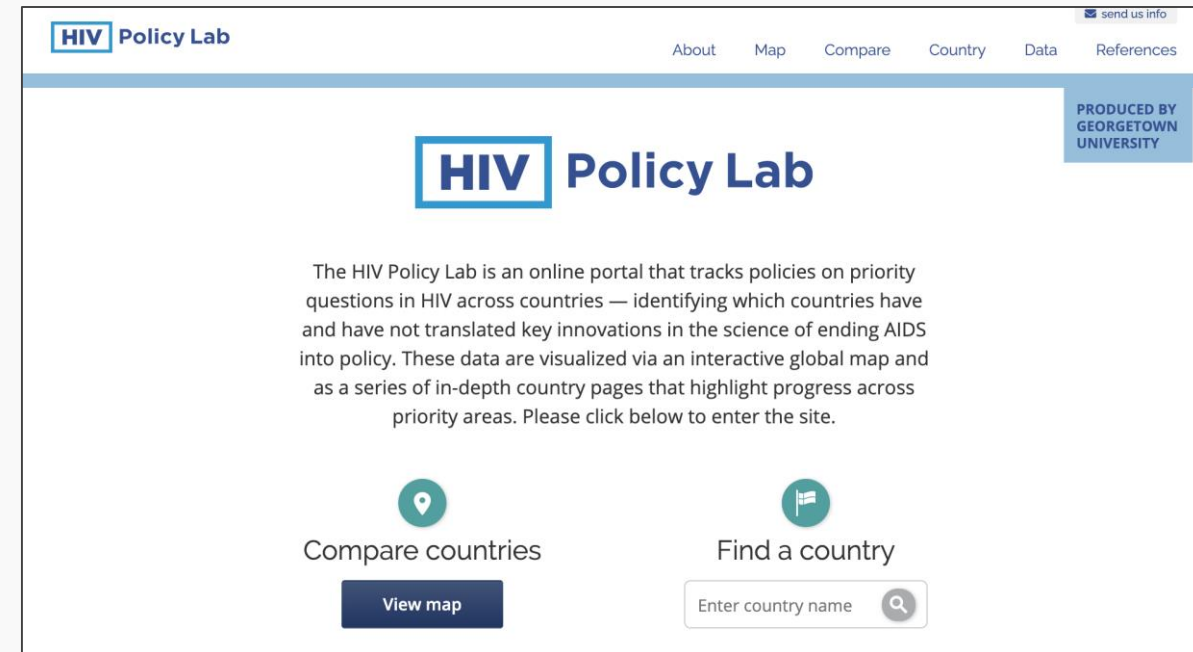 send us info
HIV Policy Lab
About Map Compare Country Data References
PRODUCED BY
GEORGETOWN
UNIVERSITY
HIV Policy Lab
The HIV Policy Lab is an online portal that tracks policies on priority
questions in HIV across countries — identifying which countries have
and have not translated key innovations in the science of ending AIDS
into policy. These data are visualized via an interactive global map and
as a series of in-depth country pages that highlight progress across
priority areas. Please click below to enter the site.
Compare countries
View map
Find a country
Enter country name